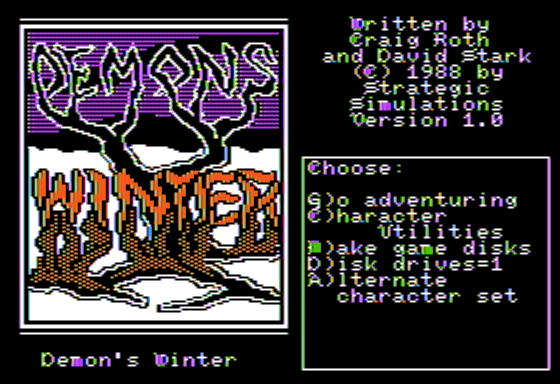 DEMONS
WINTER
Demon's Winter
Written by
Craig Roth
and David Stark
(C) 1988 by
Strategic
Simulations
Version 1.0
Choose:
G)o adventuring
C)haracter
Utilities
M)ake game disks
D)isk drives=1
A)lternate
character set